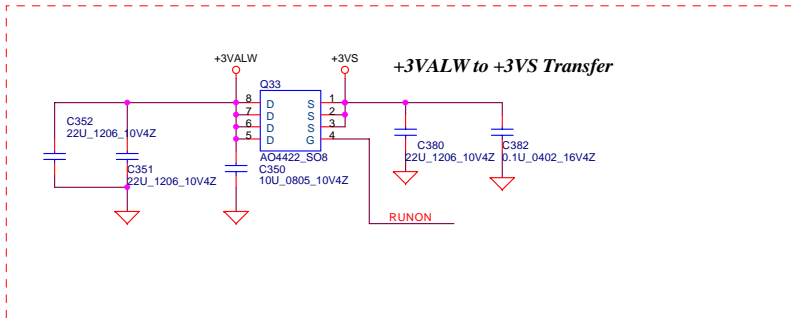 +3VALW to +3VS Transfer
+3VALW
+3VS
Q33
8 D S 1
7 D S 2
6 D S 3
5 D G 4
AO4422_SO8
C352
22U_1206_10V4Z
C351
22U_1206_10V4Z
C350
10U_0805_10V4Z
C380
22U_1206_10V4Z
C382
0.1U_0402_16V4Z
RUNON